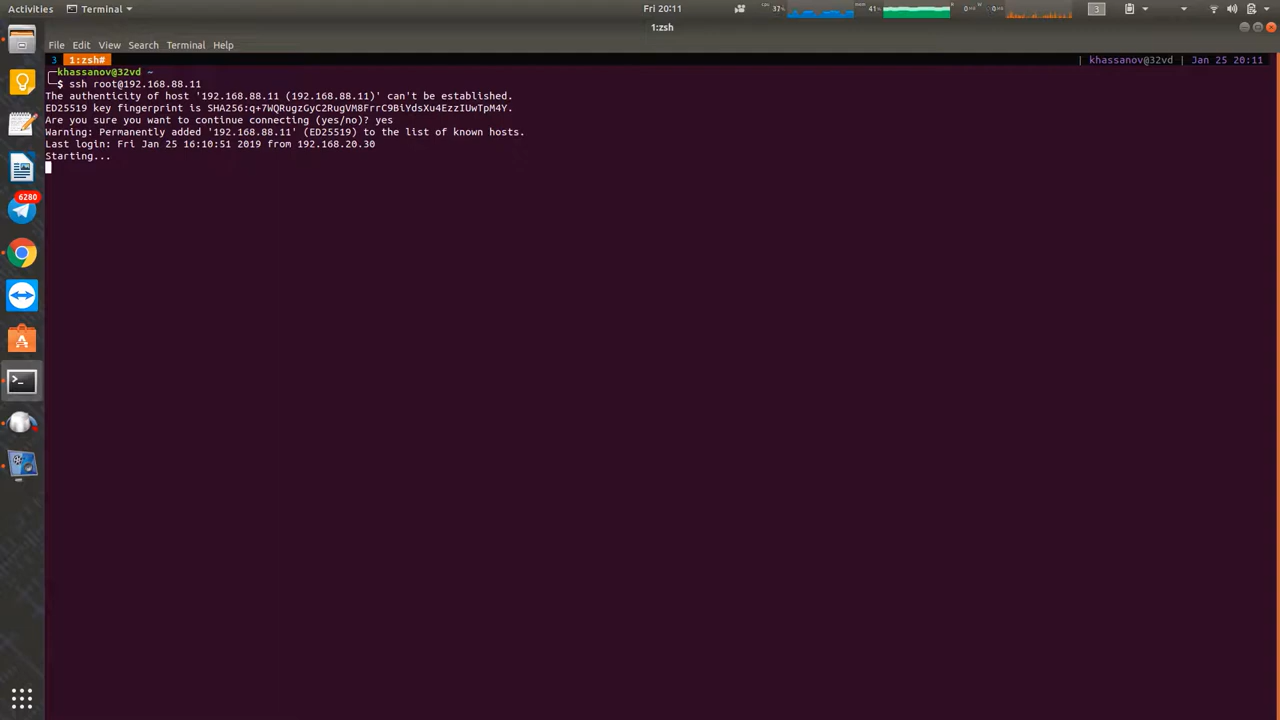 Activities Terminal Fri 20:11 37% 41% 3
1:zsh
File Edit View Search Terminal Help
3 1:zsh# | khassanov@32vd | Jan 25 20:11
khassanov@32vd ~
$ ssh root@192.168.88.11
The authenticity of host '192.168.88.11 (192.168.88.11)' can't be established.
ED25519 key fingerprint is SHA256:q+7WQRugzGyC2RugVM8FrrC9BiYdsXu4EzzIUwTpM4Y.
Are you sure you want to continue connecting (yes/no)? yes
Warning: Permanently added '192.168.88.11' (ED25519) to the list of known hosts.
Last login: Fri Jan 25 16:10:51 2019 from 192.168.20.30
Starting...
6280